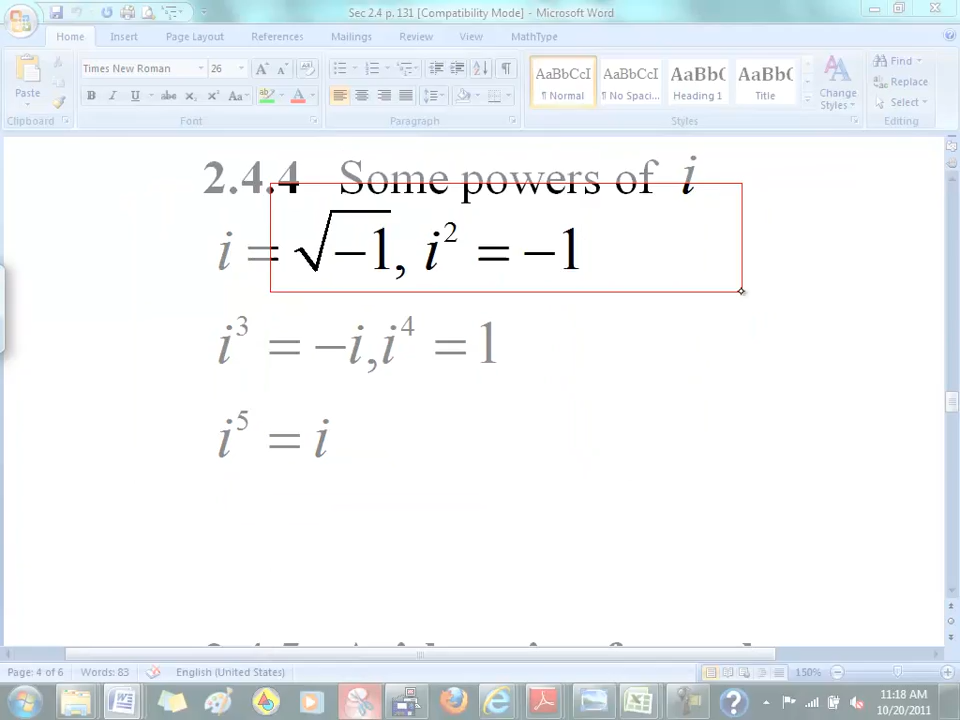 Sec 2.4 p. 131 [Compatibility Mode] - Microsoft Word
Home Insert Page Layout References Mailings Review View MathType
Times New Roman 26
Paste
AaBbCcI AaBbCcI AaBbC AaBbC
¶ Normal ¶ No Spaci... Heading 1 Title
Change Styles
Find
Replace
Select
Clipboard Font Paragraph Styles Editing
2.4.4 Some powers of i
i = √−1, i² = −1
i³ = −i, i⁴ = 1
i⁵ = i
Page: 4 of 6 Words: 83 English (United States) 150%
11:18 AM
10/20/2011